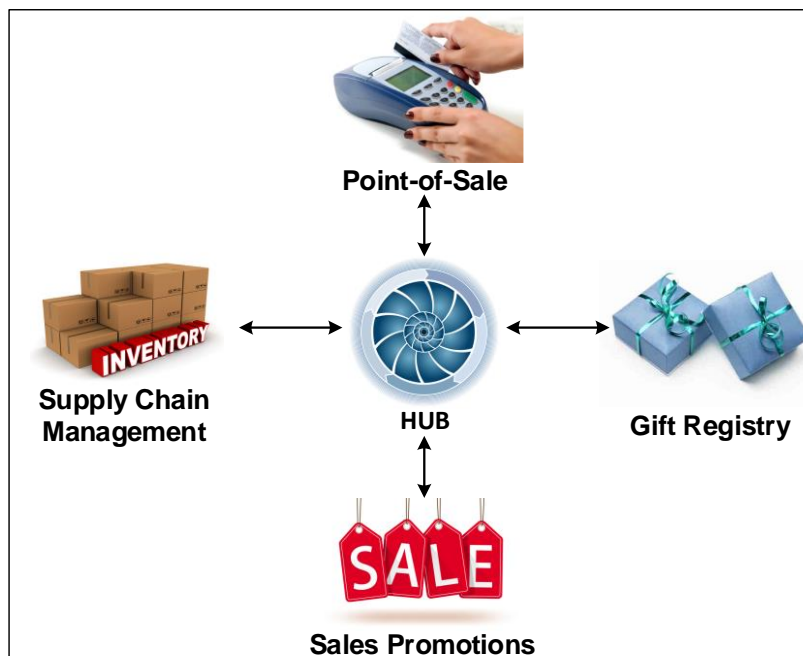 Point-of-Sale
INVENTORY
Supply Chain
Management
HUB
Gift Registry
SALE
Sales Promotions